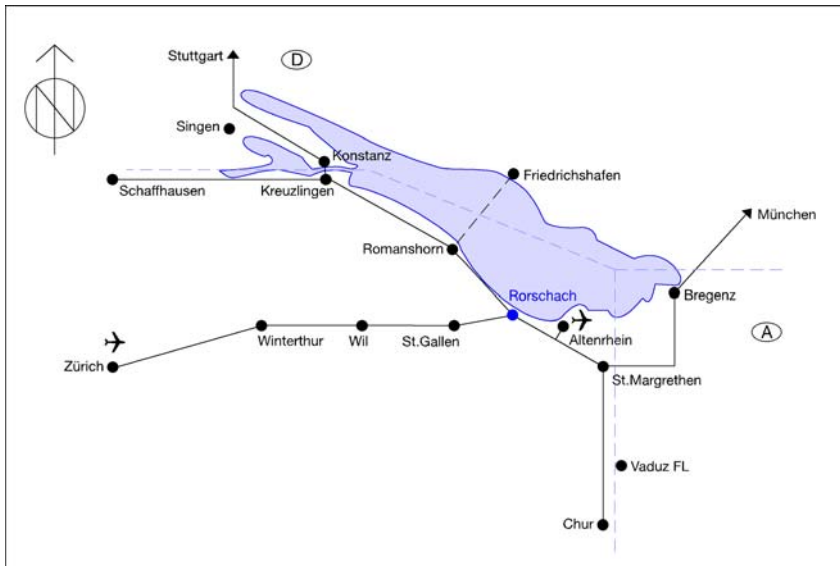 Stuttgart
D
N
Singen
Konstanz
Schaffhausen
Kreuzlingen
Friedrichshafen
München
Romanshorn
Rorschach
Bregenz
Winterthur
Wil
St.Gallen
Altenrhein
A
Zürich
St.Margrethen
Vaduz FL
Chur